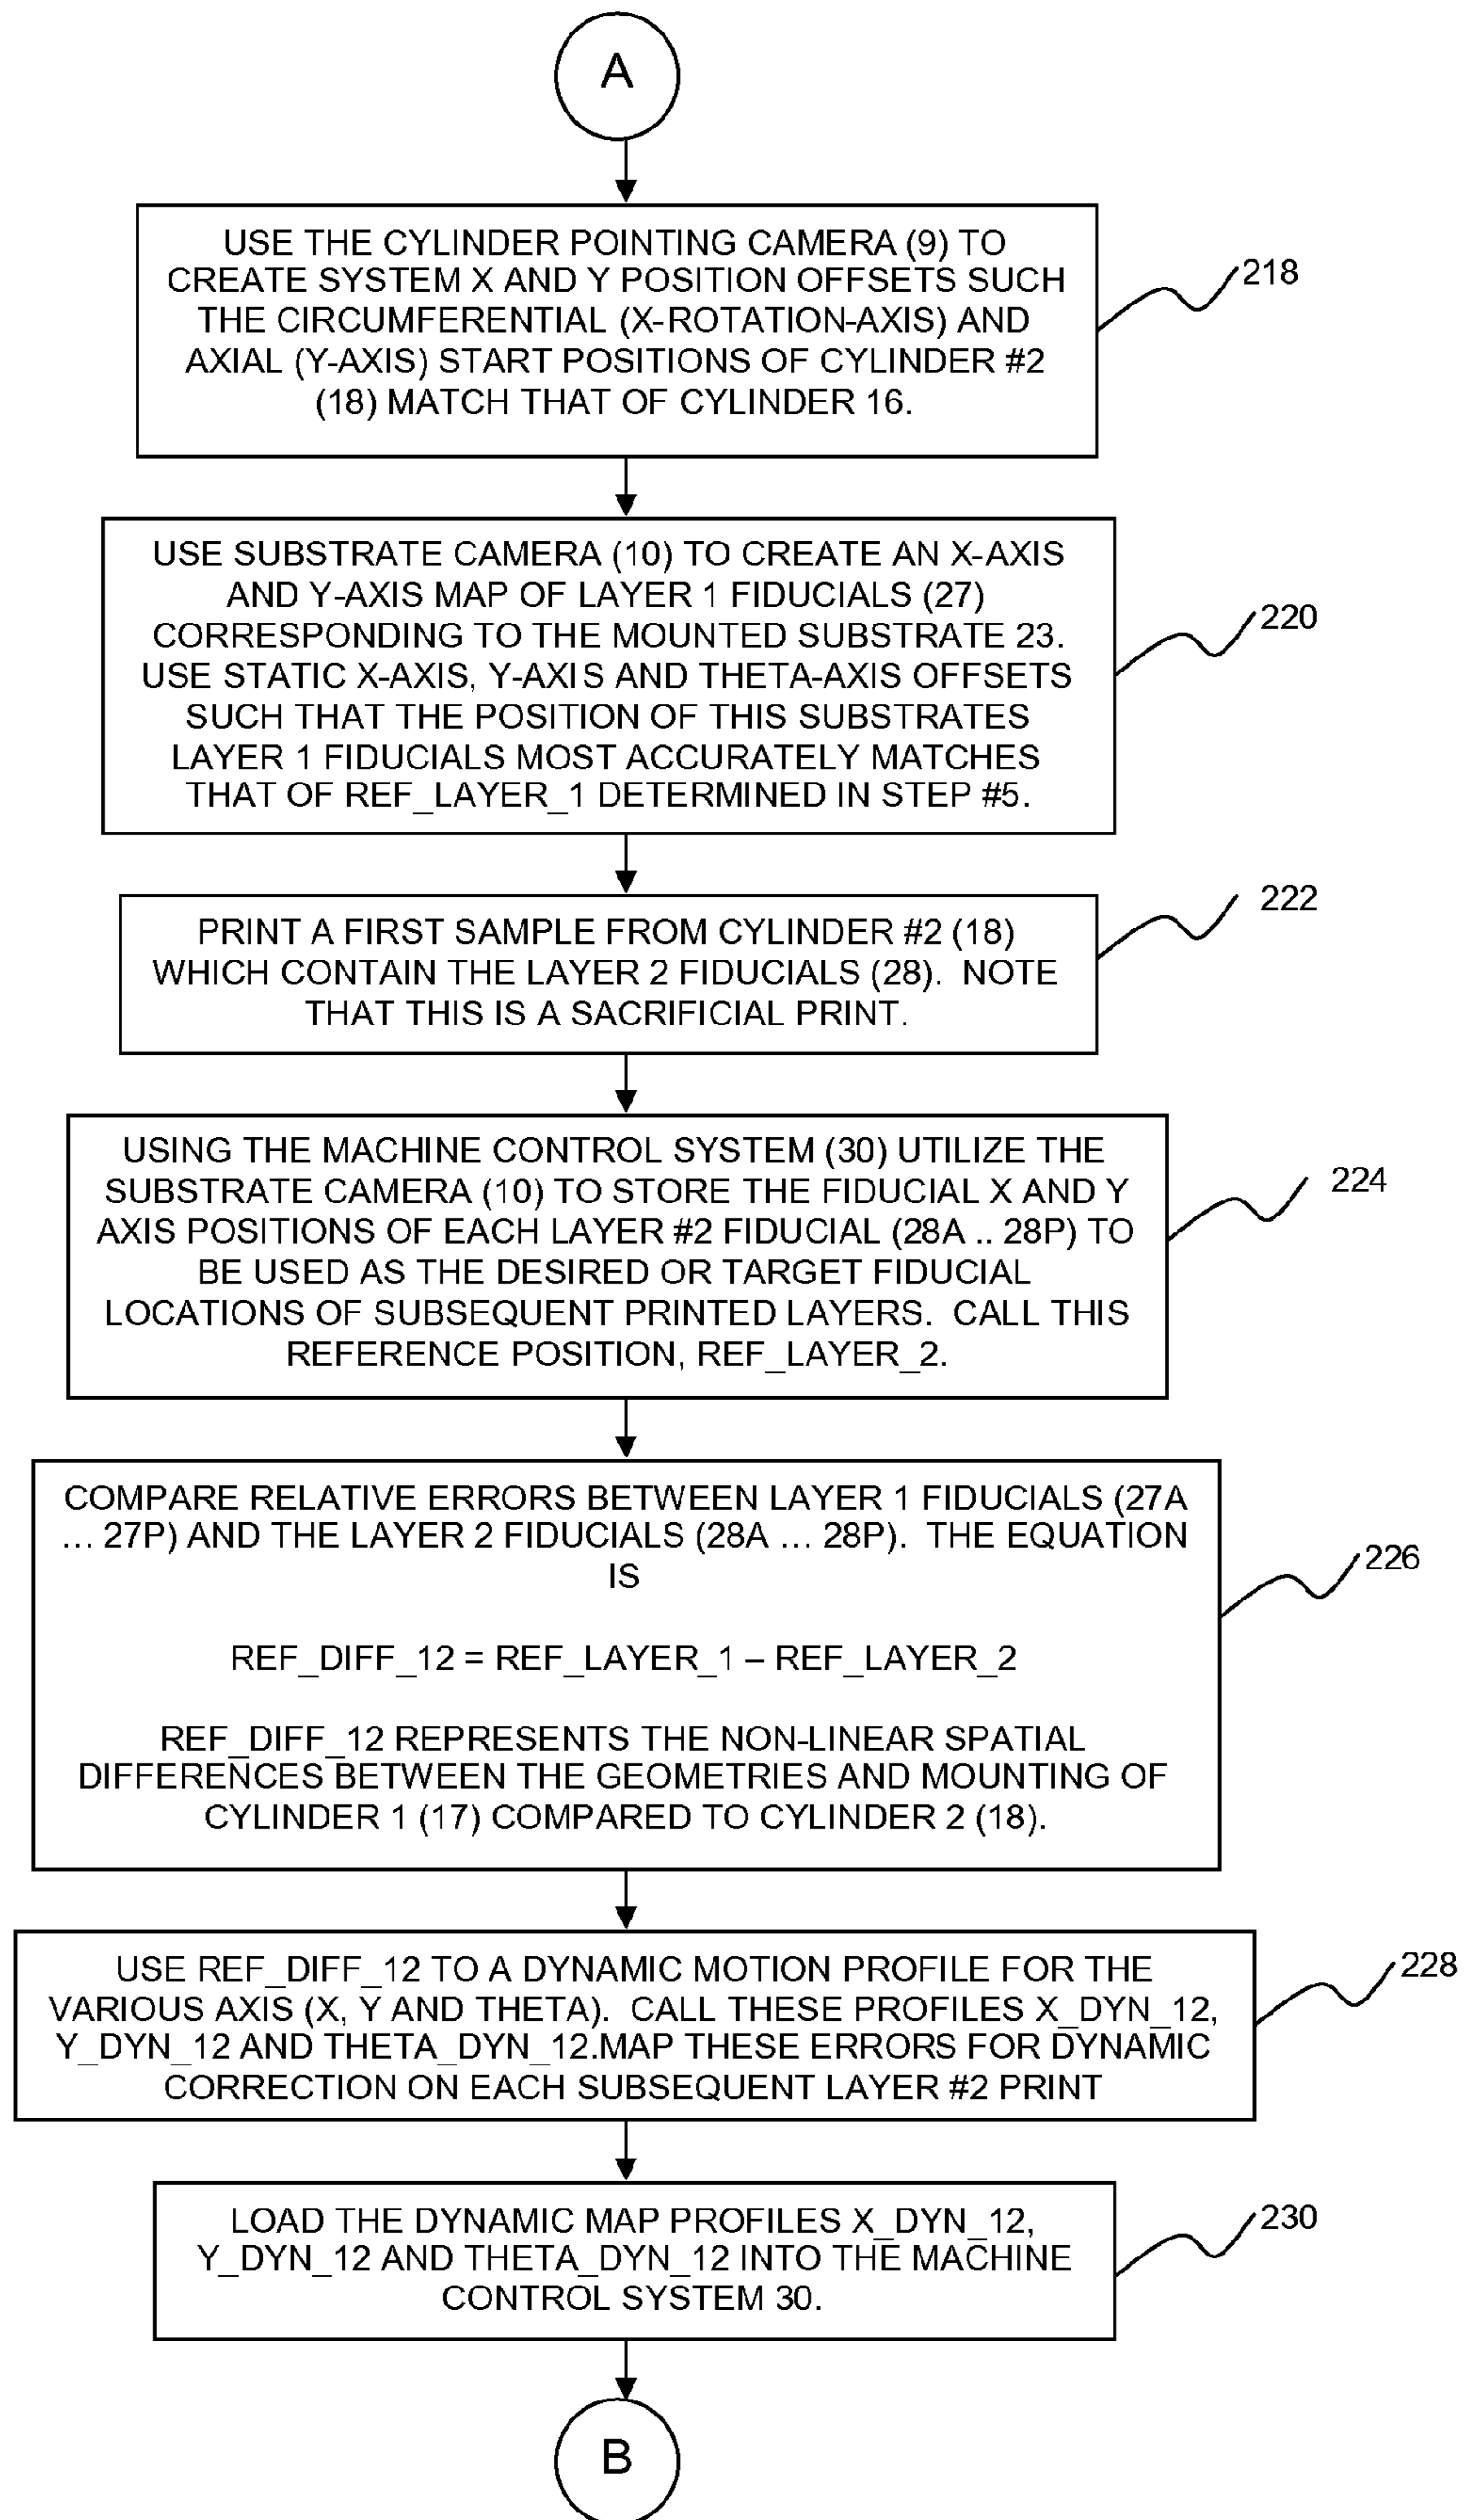 A
USE THE CYLINDER POINTING CAMERA (9) TO
CREATE SYSTEM X AND Y POSITION OFFSETS SUCH
THE CIRCUMFERENTIAL (X-ROTATION-AXIS) AND
AXIAL (Y-AXIS) START POSITIONS OF CYLINDER #2
(18) MATCH THAT OF CYLINDER 16.
218
USE SUBSTRATE CAMERA (10) TO CREATE AN X-AXIS
AND Y-AXIS MAP OF LAYER 1 FIDUCIALS (27)
CORRESPONDING TO THE MOUNTED SUBSTRATE 23.
USE STATIC X-AXIS, Y-AXIS AND THETA-AXIS OFFSETS
SUCH THAT THE POSITION OF THIS SUBSTRATES
LAYER 1 FIDUCIALS MOST ACCURATELY MATCHES
THAT OF REF_LAYER_1 DETERMINED IN STEP #5.
220
PRINT A FIRST SAMPLE FROM CYLINDER #2 (18)
WHICH CONTAIN THE LAYER 2 FIDUCIALS (28).  NOTE
THAT THIS IS A SACRIFICIAL PRINT.
222
USING THE MACHINE CONTROL SYSTEM (30) UTILIZE THE
SUBSTRATE CAMERA (10) TO STORE THE FIDUCIAL X AND Y
AXIS POSITIONS OF EACH LAYER #2 FIDUCIAL (28A .. 28P) TO
BE USED AS THE DESIRED OR TARGET FIDUCIAL
LOCATIONS OF SUBSEQUENT PRINTED LAYERS.  CALL THIS
REFERENCE POSITION, REF_LAYER_2.
224
COMPARE RELATIVE ERRORS BETWEEN LAYER 1 FIDUCIALS (27A
... 27P) AND THE LAYER 2 FIDUCIALS (28A ... 28P).  THE EQUATION
IS
REF_DIFF_12 = REF_LAYER_1 – REF_LAYER_2
REF_DIFF_12 REPRESENTS THE NON-LINEAR SPATIAL
DIFFERENCES BETWEEN THE GEOMETRIES AND MOUNTING OF
CYLINDER 1 (17) COMPARED TO CYLINDER 2 (18).
226
USE REF_DIFF_12 TO A DYNAMIC MOTION PROFILE FOR THE
VARIOUS AXIS (X, Y AND THETA).  CALL THESE PROFILES X_DYN_12,
Y_DYN_12 AND THETA_DYN_12.MAP THESE ERRORS FOR DYNAMIC
CORRECTION ON EACH SUBSEQUENT LAYER #2 PRINT
228
LOAD THE DYNAMIC MAP PROFILES X_DYN_12,
Y_DYN_12 AND THETA_DYN_12 INTO THE MACHINE
CONTROL SYSTEM 30.
230
B